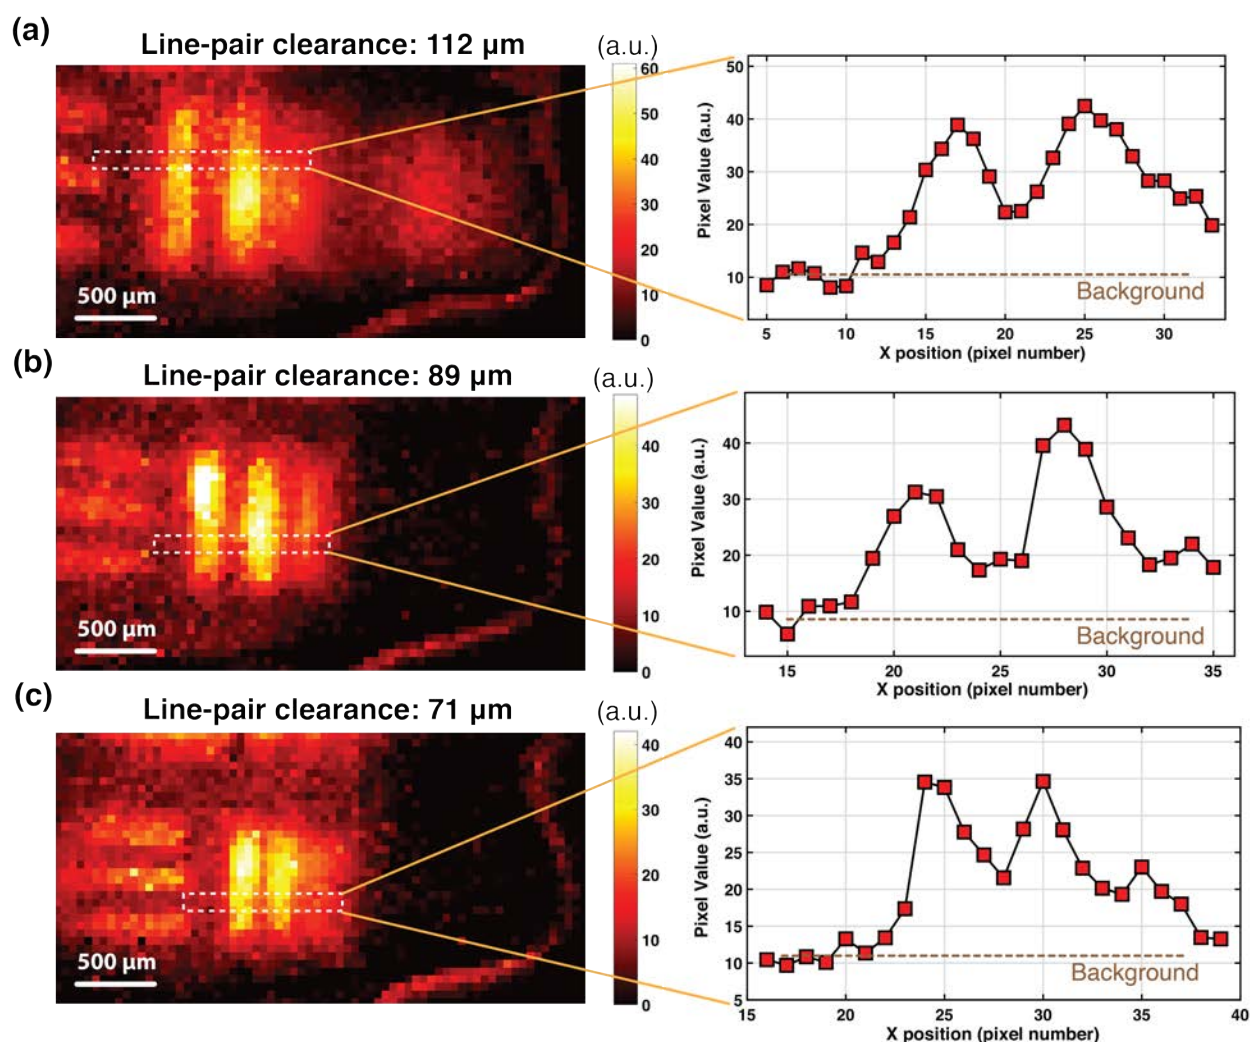 (a)
Line-pair clearance: 112 µm
(a.u.)
60
50
40
30
20
10
0
500 µm
50
40
30
20
10
Pixel Value (a.u.)
Background
5 10 15 20 25 30
X position (pixel number)
(b)
Line-pair clearance: 89 µm
(a.u.)
40
30
20
10
0
500 µm
40
30
20
10
Pixel Value (a.u.)
Background
15 20 25 30 35
X position (pixel number)
(c)
Line-pair clearance: 71 µm
(a.u.)
40
30
20
10
0
500 µm
40
35
30
25
20
15
10
5
Pixel Value (a.u.)
Background
15 20 25 30 35 40
X position (pixel number)